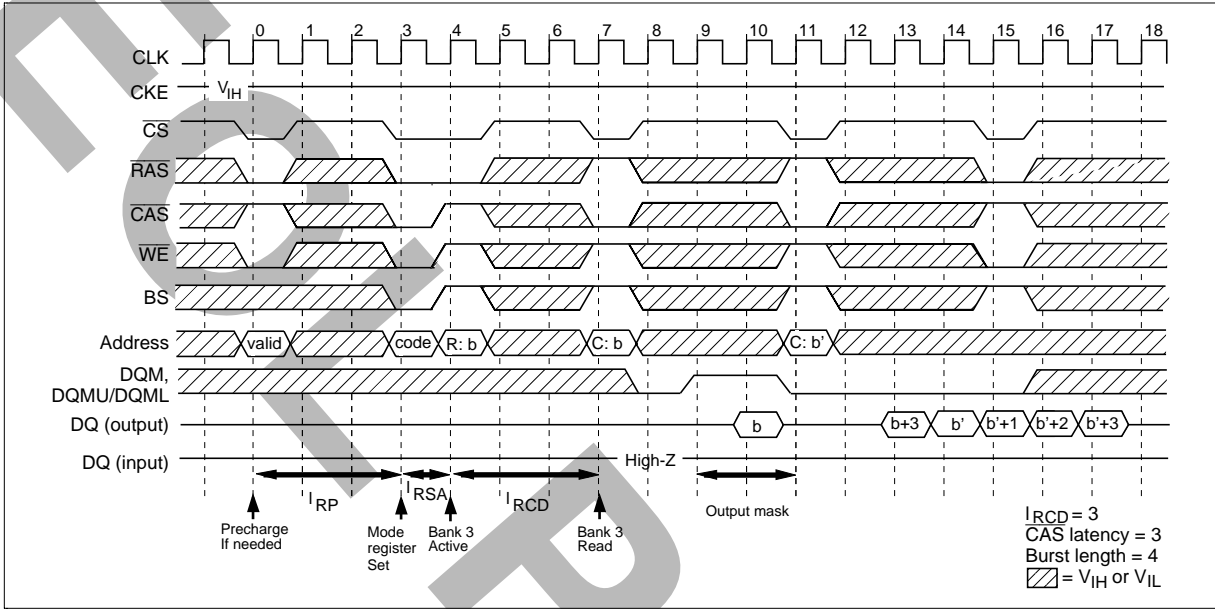 0 1 2 3 4 5 6 7 8 9 10 11 12 13 14 15 16 17 18
CLK
CKE VIH
CS
RAS
CAS
WE
BS
Address valid code R: b C: b C: b'
DQM,
DQMU/DQML
DQ (output) b b+3 b' b'+1 b'+2 b'+3
DQ (input) High-Z
lRP lRSA lRCD Output mask
Precharge
If needed
Mode
register
Set
Bank 3
Active
Bank 3
Read
lRCD = 3
CAS latency = 3
Burst length = 4
= VIH or VIL